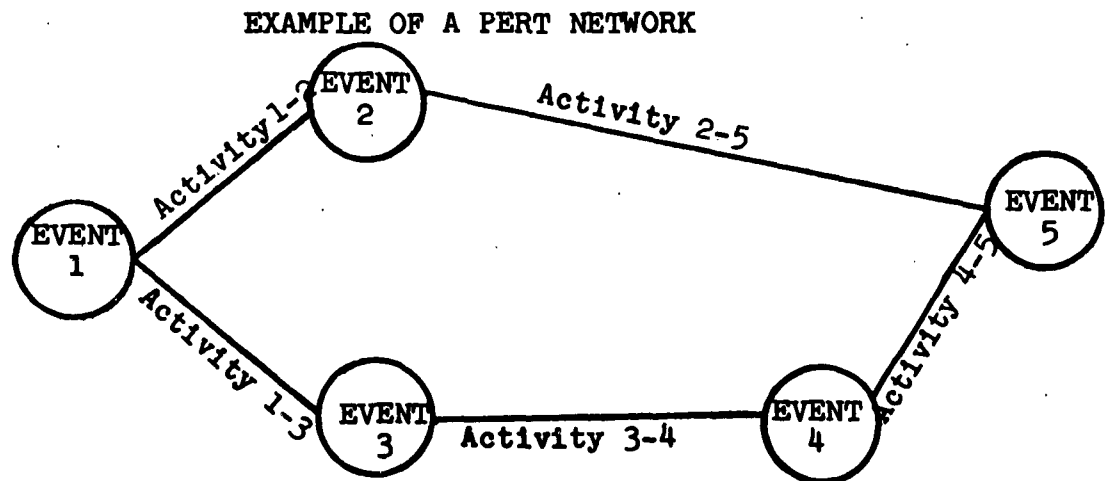 EXAMPLE OF A PERT NETWORK
EVENT
2
Activity 1-2
Activity 2-5
EVENT
5
EVENT
1
Activity 4-5
Activity 1-3
EVENT
3
Activity 3-4
EVENT
4